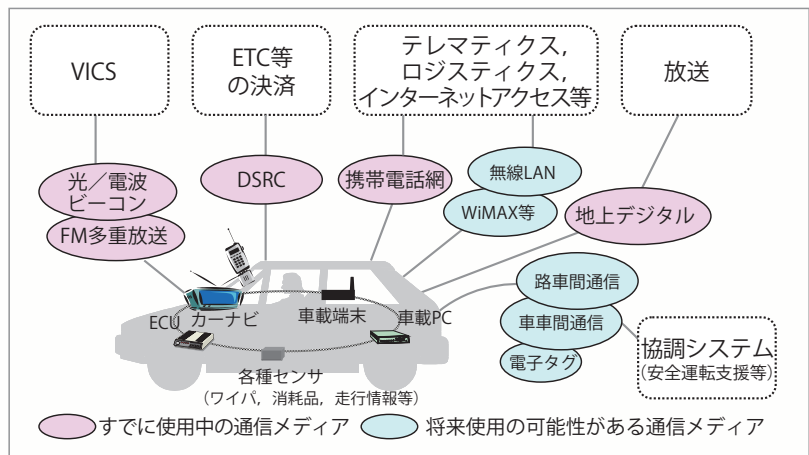 VICS
ETC等
の決済
テレマティクス，
ロジスティクス，
インターネットアクセス等
放送
光／電波
ビーコン
FM多重放送
DSRC
携帯電話網
無線LAN
WiMAX等
地上デジタル
路車間通信
車車間通信
電子タグ
協調システム
（安全運転支援等）
ECU
カーナビ
車載端末
車載PC
各種センサ
（ワイパ，消耗品，走行情報等）
すでに使用中の通信メディア
将来使用の可能性がある通信メディア